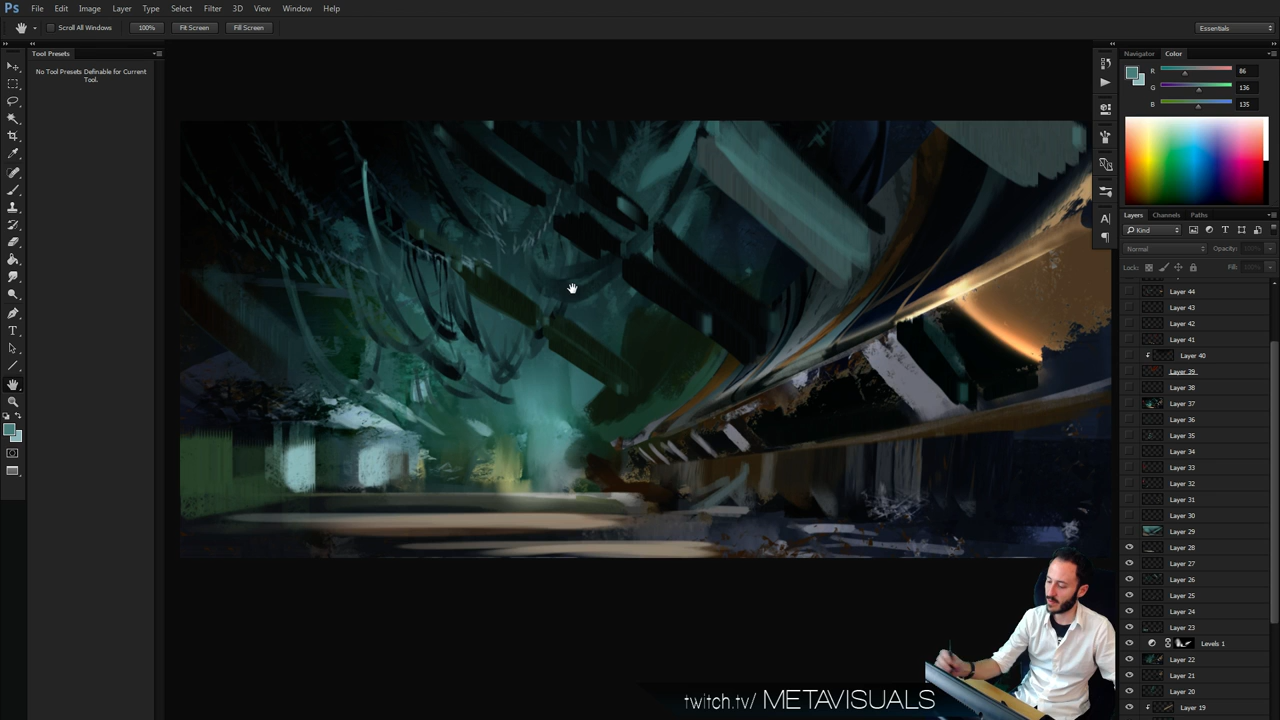 Ps File Edit Image Layer Type Select Filter 3D View Window Help
Scroll All Windows 100% Fit Screen Fill Screen Essentials
Tool Presets
No Tool Presets Definable for Current
Tool.
Navigator Color
R 86
G 136
B 135
Layers Channels Paths
Kind
Normal Opacity: 100%
Lock: Fill: 100%
Layer 44
Layer 43
Layer 42
Layer 41
Layer 40
Layer 39
Layer 38
Layer 37
Layer 36
Layer 35
Layer 34
Layer 33
Layer 32
Layer 31
Layer 30
Layer 29
Layer 28
Layer 27
Layer 26
Layer 25
Layer 24
Layer 23
Levels 1
Layer 22
Layer 21
Layer 20
Layer 19
twitch.tv/ METAVISUALS